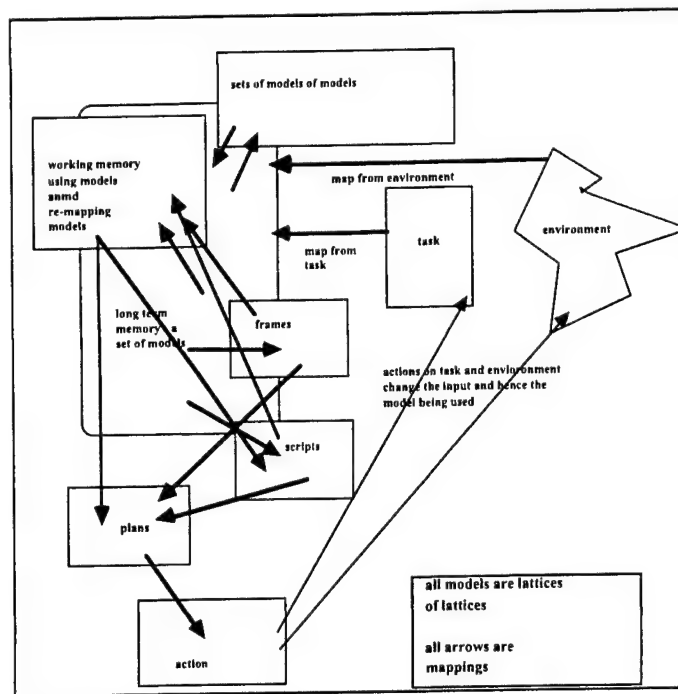 sets of models of models
working memory
using models
anmd
re-mapping
models
map from environment
map from
task
task
environment
long term
memory - a
set of models
frames
actions on task and enviornment
change the input and hence the
model being used
scripts
plans
action
all models are lattices
of lattices
all arrows are
mappings